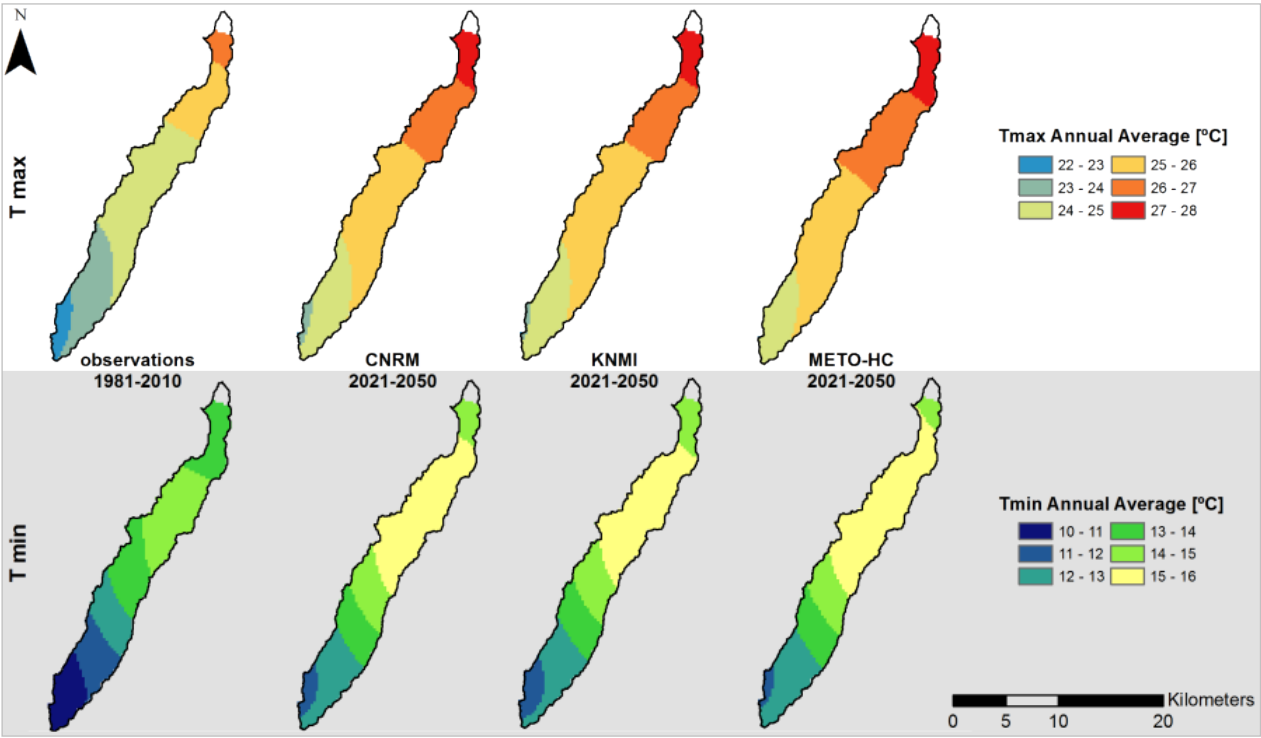 N
T max
Tmax Annual Average [ºC]
22 - 23
25 - 26
23 - 24
26 - 27
24 - 25
27 - 28
observations
1981-2010
CNRM
2021-2050
KNMI
2021-2050
METO-HC
2021-2050
T min
Tmin Annual Average [ºC]
10 - 11
13 - 14
11 - 12
14 - 15
12 - 13
15 - 16
Kilometers
0 5 10 20